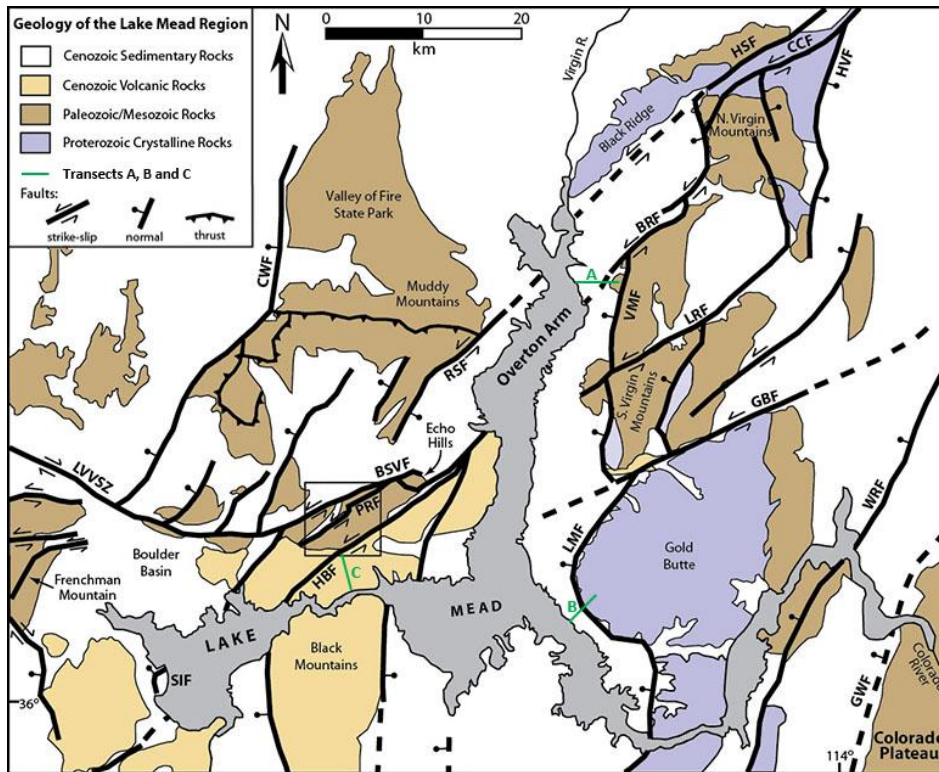 Geology of the Lake Mead Region
Cenozoic Sedimentary Rocks
Cenozoic Volcanic Rocks
Paleozoic/Mesozoic Rocks
Proterozoic Crystalline Rocks
Transects A, B and C
Faults:
strike-slip
normal
thrust
N
0
10
20
km
Virgin R.
HSF
CCF
HVF
Black Ridge
N. Virgin
Mountains
Valley of Fire
State Park
CWF
Muddy
Mountains
BRF
A
VMF
LRF
RSF
Overton Arm
S. Virgin
Mountains
GBF
Echo
Hills
BSVF
LVVSZ
PRF
Boulder
Basin
HBF
C
LMF
WRF
Gold
Butte
Frenchman
Mountain
B
LAKE
MEAD
Black
Mountains
SIF
36°
GWF
Colorado
River
Colorado
Plateau
114°